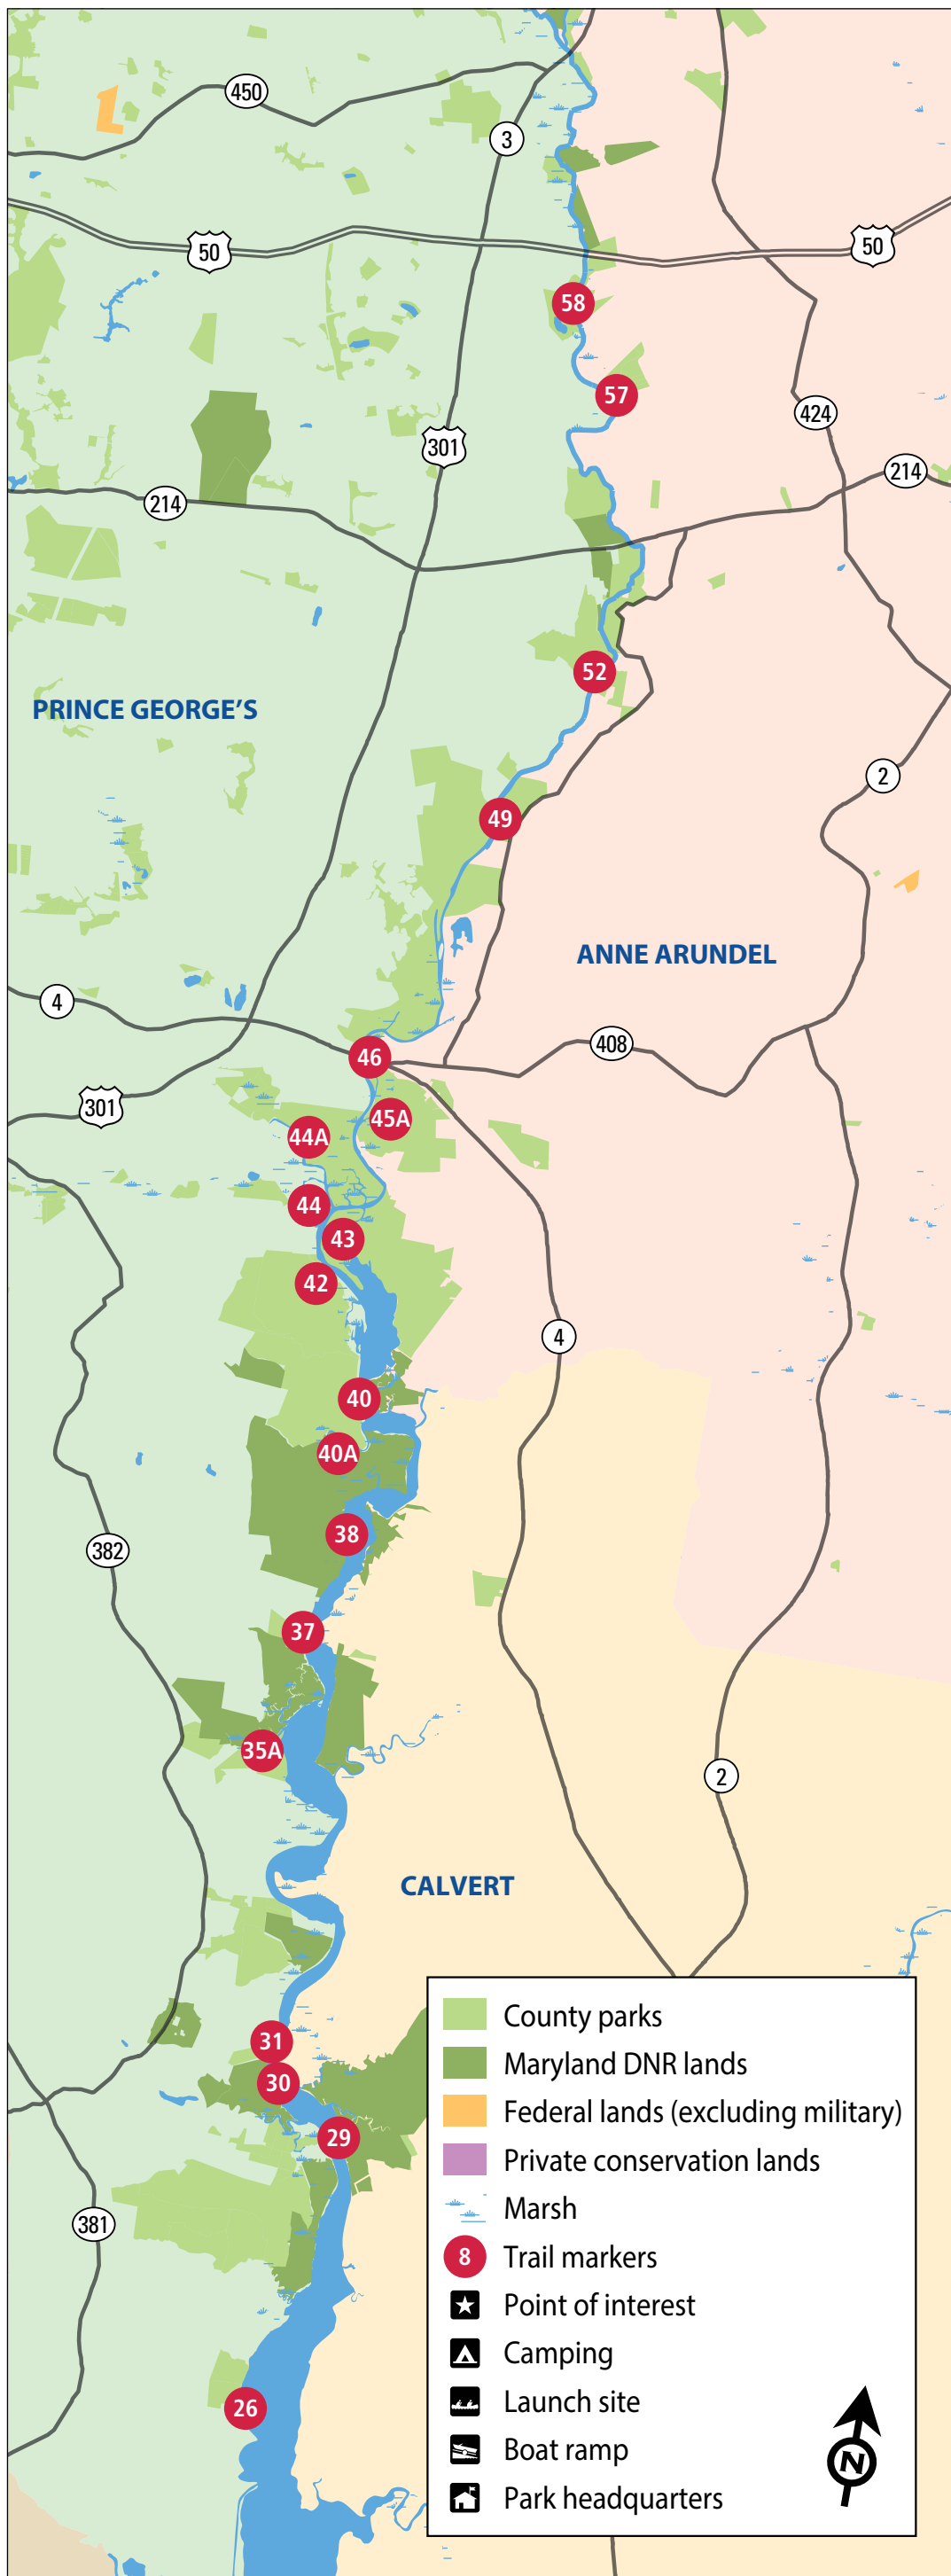 450
3
50
50
58
57
424
301
214
214
52
PRINCE GEORGE'S
2
49
ANNE ARUNDEL
4
408
46
301
45A
44A
44
43
42
4
40
40A
38
382
37
35A
2
CALVERT
31
30
29
381
26
County parks
Maryland DNR lands
Federal lands (excluding military)
Private conservation lands
Marsh
8 Trail markers
Point of interest
Camping
Launch site
Boat ramp
Park headquarters
N